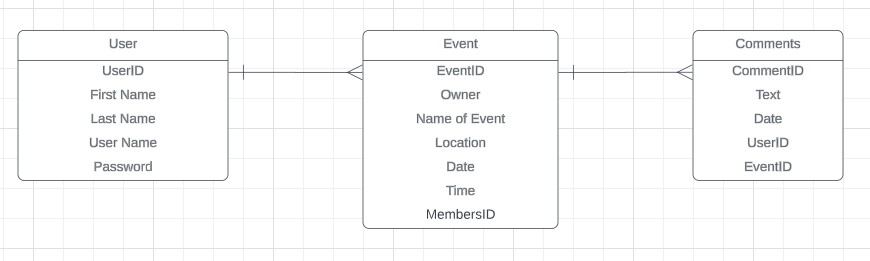 User
UserID
First Name
Last Name
User Name
Password
Event
EventID
Owner
Name of Event
Location
Date
Time
MembersID
Comments
CommentID
Text
Date
UserID
EventID